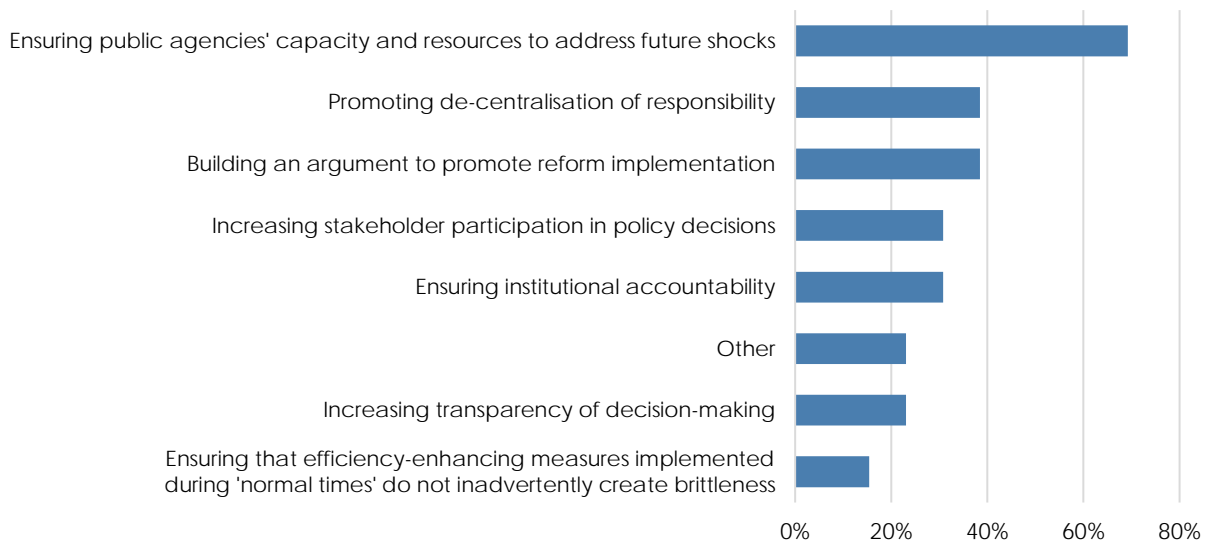 Ensuring public agencies' capacity and resources to address future shocks
Promoting de-centralisation of responsibility
Building an argument to promote reform implementation
Increasing stakeholder participation in policy decisions
Ensuring institutional accountability
Other
Increasing transparency of decision-making
Ensuring that efficiency-enhancing measures implemented
during 'normal times' do not inadvertently create brittleness
0% 20% 40% 60% 80%